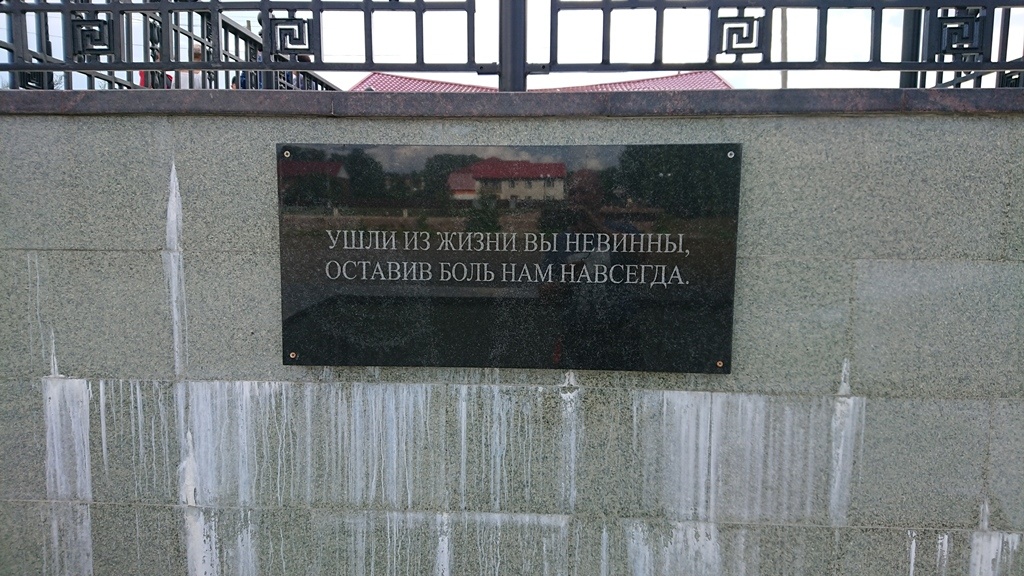 УШЛИ ИЗ ЖИЗНИ ВЫ НЕВИННЫ,
ОСТАВИВ БОЛЬ НАМ НАВСЕГДА.